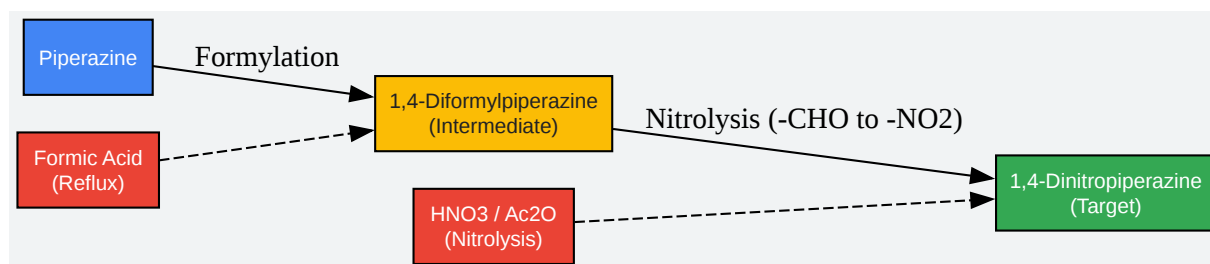 Piperazine
Formylation
1,4-Diformylpiperazine
(Intermediate)
Nitrolysis (-CHO to -NO2)
Formic Acid
(Reflux)
1,4-Dinitropiperazine
(Target)
HNO3 / Ac2O
(Nitrolysis)